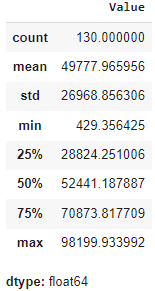 Value
count 130.000000
mean 49777.965956
std 26968.856306
min 429.356425
25% 28824.251006
50% 52441.187887
75% 70873.817709
max 98199.933992
dtype: float64